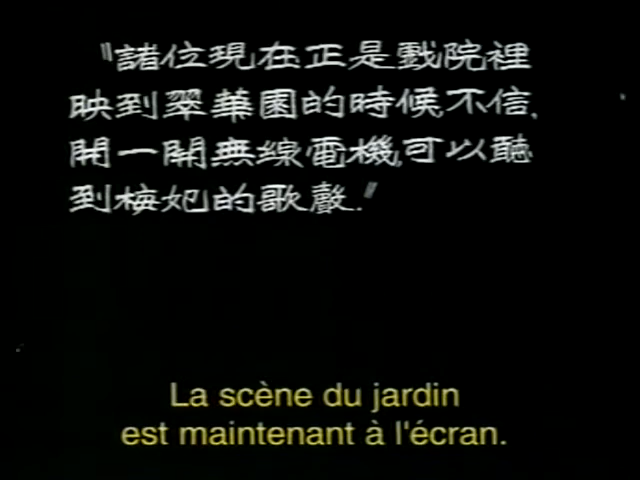 "諸位現在正是戲院裡
映到翠華園的時候,不信,
開一開無線電機,可以聽
到梅妃的歌聲."
La scène du jardin
est maintenant à l'écran.